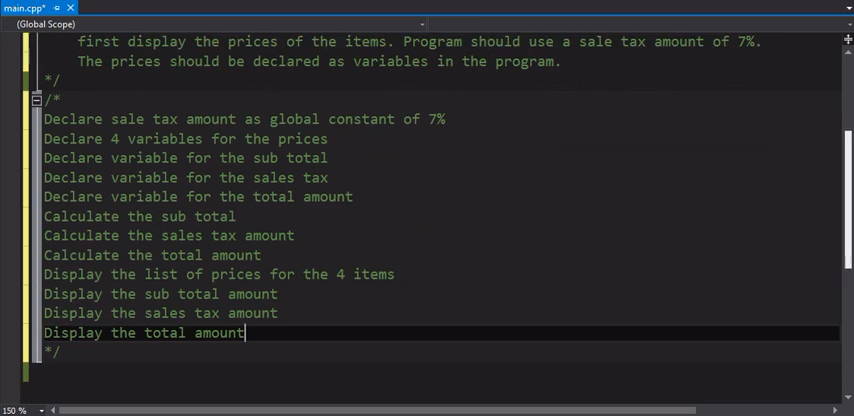 main.cpp*
(Global Scope)
first display the prices of the items. Program should use a sale tax amount of 7%.
The prices should be declared as variables in the program.
*/
/*
Declare sale tax amount as global constant of 7%
Declare 4 variables for the prices
Declare variable for the sub total
Declare variable for the sales tax
Declare variable for the total amount
Calculate the sub total
Calculate the sales tax amount
Calculate the total amount
Display the list of prices for the 4 items
Display the sub total amount
Display the sales tax amount
Display the total amount
*/
150 %